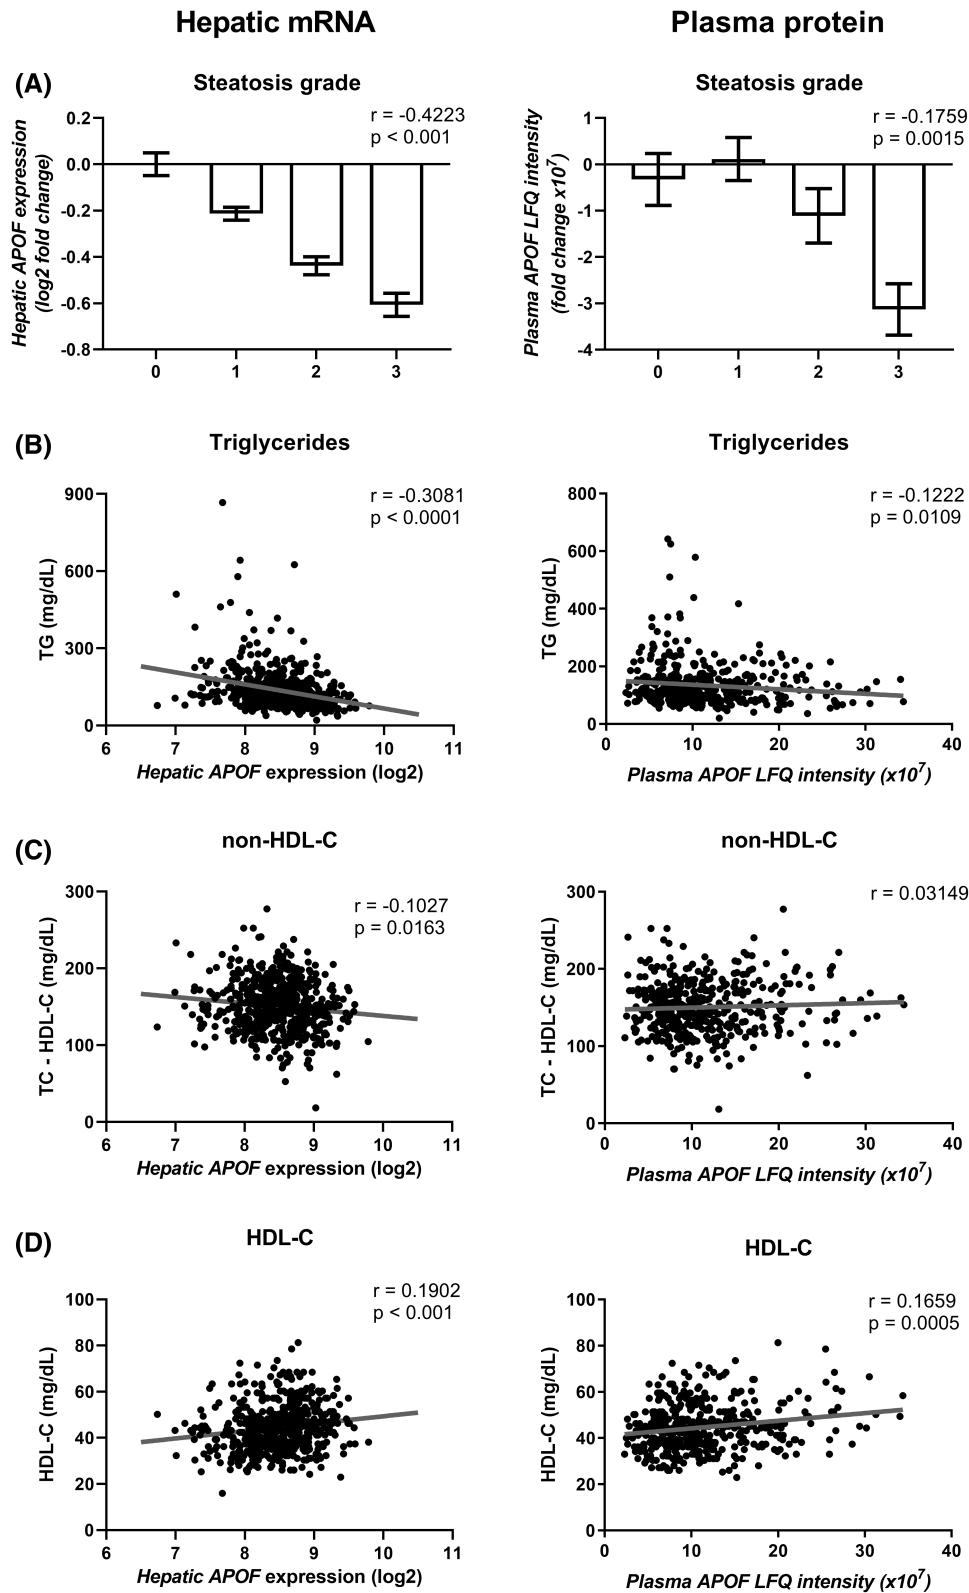 Hepatic mRNA
Plasma protein
(A)
Steatosis grade
r = -0.4223
p < 0.001
Hepatic APOF expression
(log2 fold change)
0.2
0.0
-0.2
-0.4
-0.6
-0.8
0 1 2 3
Steatosis grade
r = -0.1759
p = 0.0015
Plasma APOF LFQ intensity
(fold change x10⁷)
1
0
-1
-2
-3
-4
0 1 2 3
(B)
Triglycerides
r = -0.3081
p < 0.0001
TG (mg/dL)
900
600
300
0
6 7 8 9 10 11
Hepatic APOF expression (log2)
Triglycerides
r = -0.1222
p = 0.0109
TG (mg/dL)
800
600
400
200
0
0 10 20 30 40
Plasma APOF LFQ intensity (x10⁷)
(C)
non-HDL-C
r = -0.1027
p = 0.0163
TC - HDL-C (mg/dL)
300
200
100
0
6 7 8 9 10 11
Hepatic APOF expression (log2)
non-HDL-C
r = 0.03149
TC - HDL-C (mg/dL)
300
200
100
0
0 10 20 30 40
Plasma APOF LFQ intensity (x10⁷)
(D)
HDL-C
r = 0.1902
p < 0.001
HDL-C (mg/dL)
100
80
60
40
20
0
6 7 8 9 10 11
Hepatic APOF expression (log2)
HDL-C
r = 0.1659
p = 0.0005
HDL-C (mg/dL)
100
80
60
40
20
0
0 10 20 30 40
Plasma APOF LFQ intensity (x10⁷)